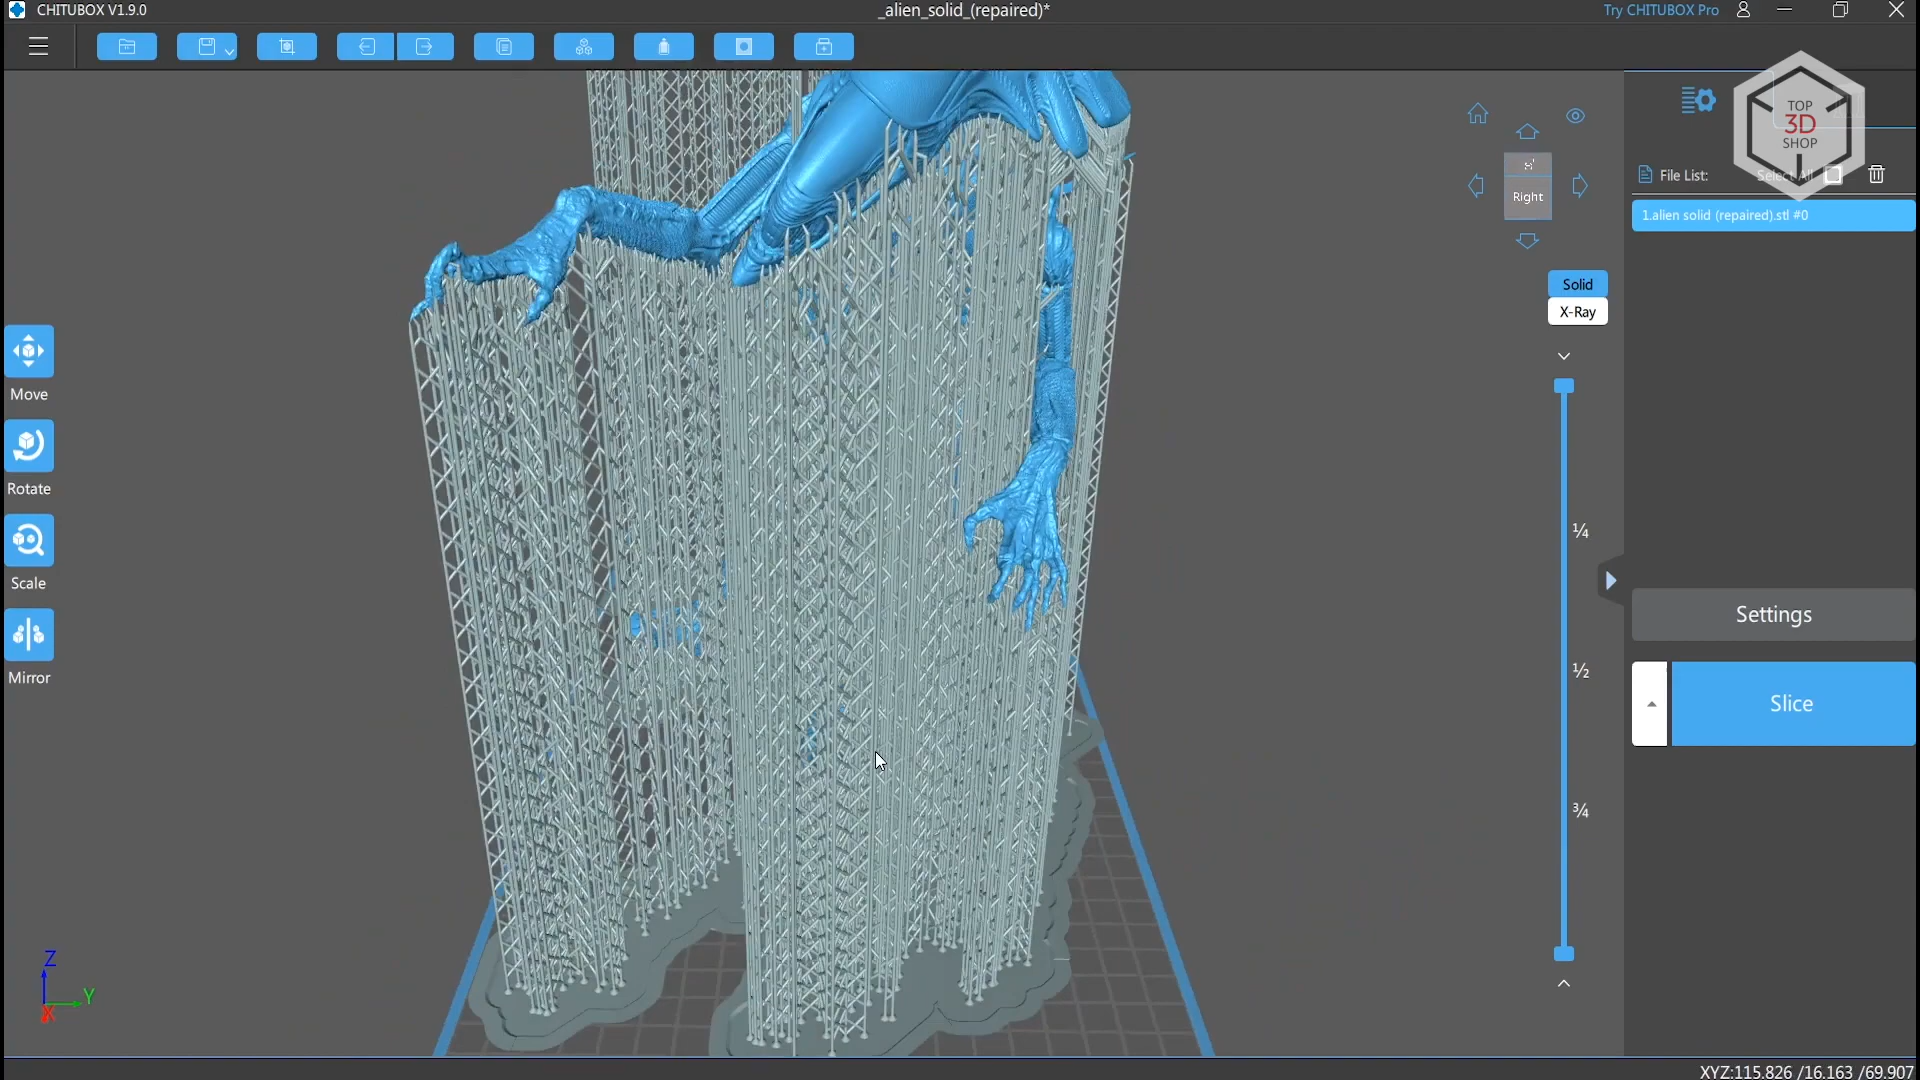 CHITUBOX V1.9.0
_alien_solid_(repaired)*
Try CHITUBOX Pro
TOP
3D
SHOP
File List:
Select All
1.alien solid (repaired).stl #0
Right
Solid
X-Ray
Move
Rotate
Scale
Mirror
1/4
1/2
3/4
Settings
Slice
Z
Y
X
XYZ:115.826 /16.163 /69.907